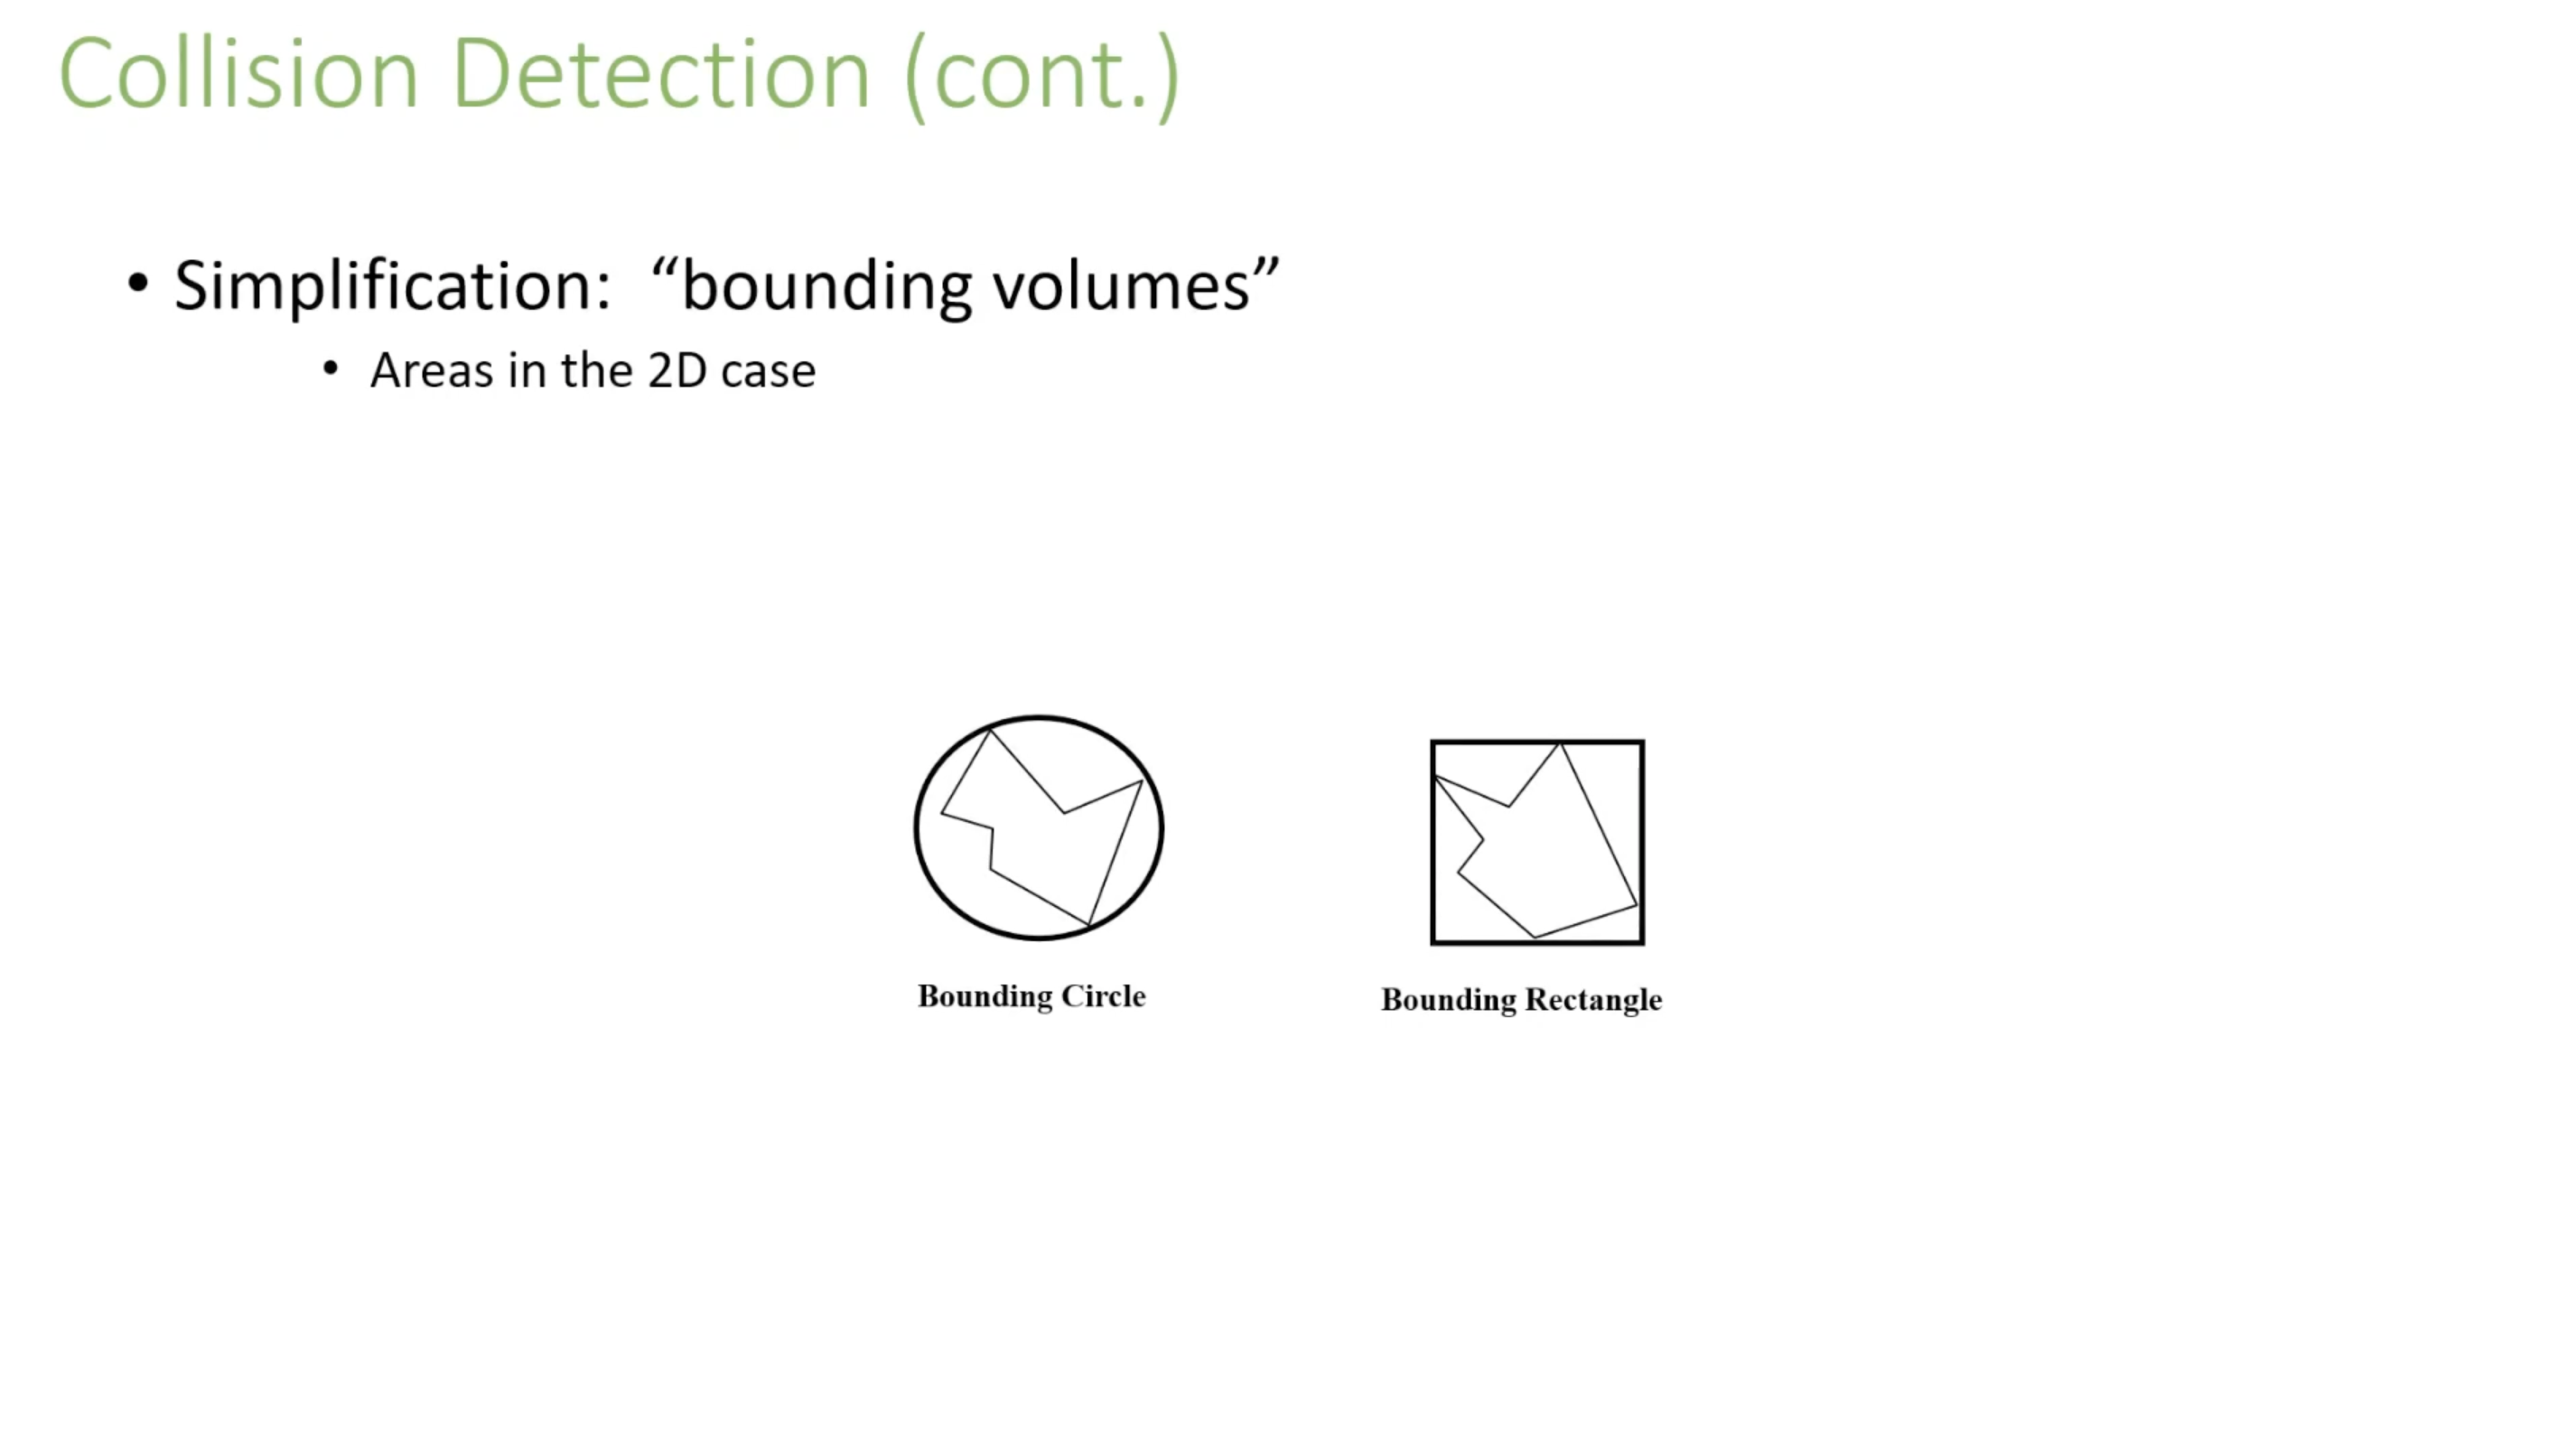 Collision Detection (cont.)
• Simplification:  “bounding volumes”
• Areas in the 2D case
Bounding Circle
Bounding Rectangle